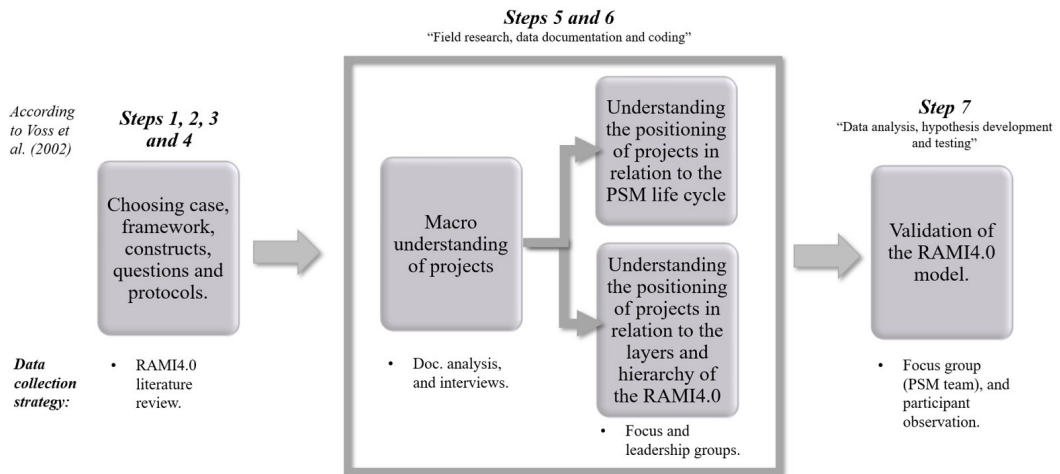 Steps 5 and 6
“Field research, data documentation and coding”
According
to Voss et
al. (2002)
Steps 1, 2, 3
and 4
Choosing case,
framework,
constructs,
questions and
protocols.
Data
collection
strategy:
• RAMI4.0
literature
review.
Macro
understanding
of projects
• Doc. analysis,
and interviews.
Understanding
the positioning
of projects in
relation to the
PSM life cycle
Understanding
the positioning
of projects in
relation to the
layers and
hierarchy of
the RAMI4.0
• Focus and
leadership groups.
Step 7
“Data analysis, hypothesis development
and testing”
Validation of
the RAMI4.0
model.
• Focus group
(PSM team), and
participant
observation.